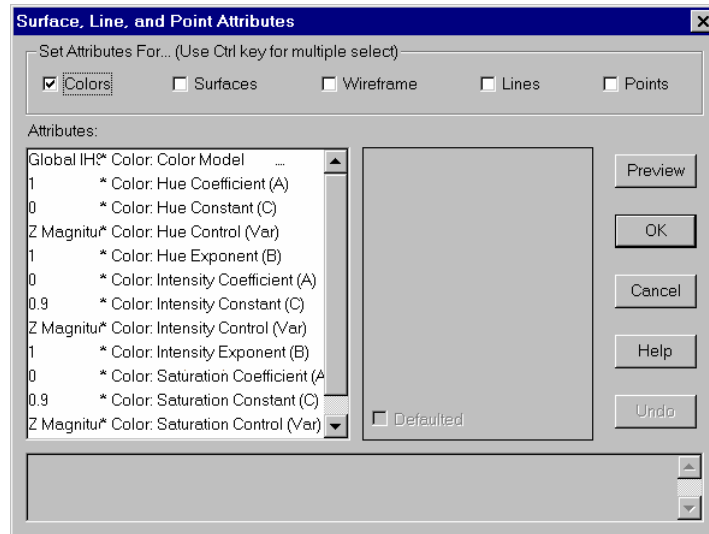 Surface, Line, and Point Attributes
Set Attributes For... (Use Ctrl key for multiple select)
Colors Surfaces Wireframe Lines Points
Attributes:
Global IHS* Color: Color Model ...
1 * Color: Hue Coefficient (A)
0 * Color: Hue Constant (C)
Z Magnitu* Color: Hue Control (Var)
1 * Color: Hue Exponent (B)
0 * Color: Intensity Coefficient (A)
0.9 * Color: Intensity Constant (C)
Z Magnitu* Color: Intensity Control (Var)
1 * Color: Intensity Exponent (B)
0 * Color: Saturation Coefficient (A
0.9 * Color: Saturation Constant (C)
Z Magnitu* Color: Saturation Control (Var)
Defaulted
Preview
OK
Cancel
Help
Undo